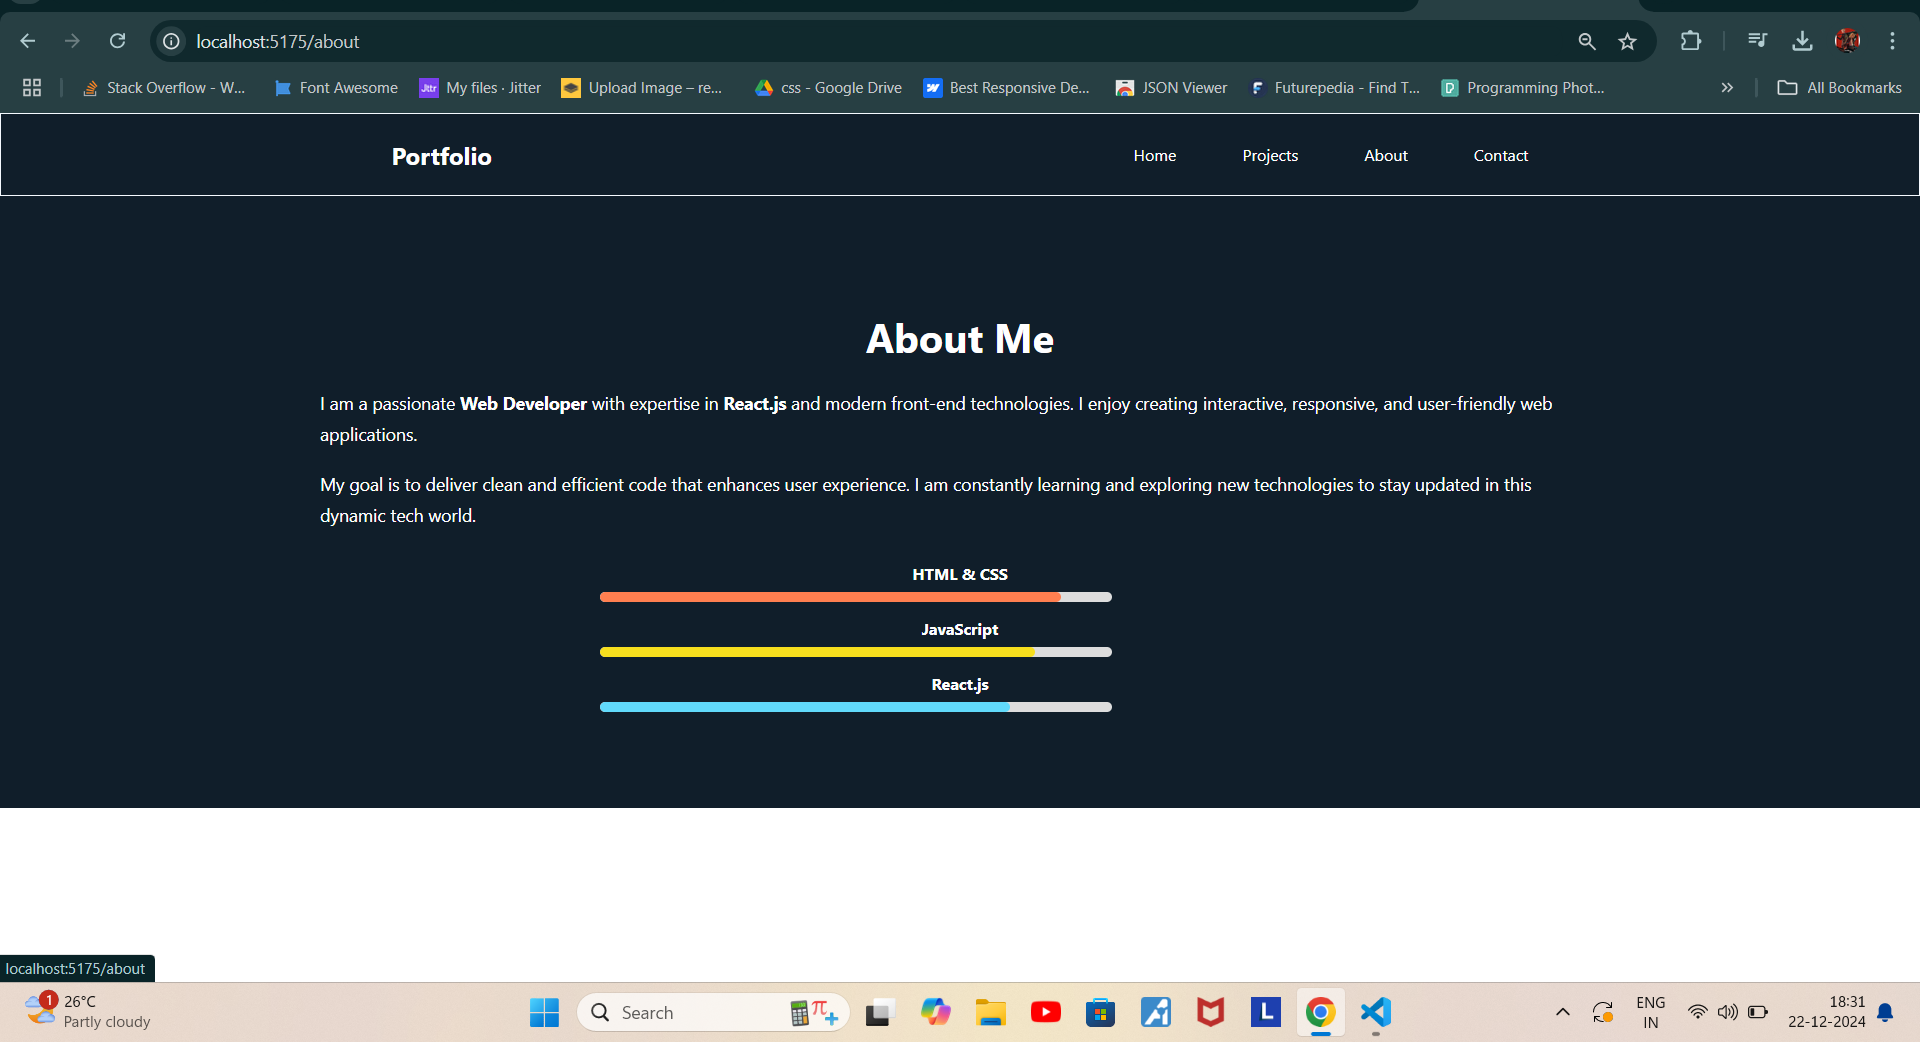 localhost:5175/about
Stack Overflow - W...
Font Awesome
Jitr
My files · Jitter
Upload Image – re...
css - Google Drive
Best Responsive De...
JSON Viewer
Futurepedia - Find T...
Programming Phot...
All Bookmarks
Portfolio
Home
Projects
About
Contact
About Me
I am a passionate Web Developer with expertise in React.js and modern front-end technologies. I enjoy creating interactive, responsive, and user-friendly web
applications.
My goal is to deliver clean and efficient code that enhances user experience. I am constantly learning and exploring new technologies to stay updated in this
dynamic tech world.
HTML & CSS
JavaScript
React.js
localhost:5175/about
1
26°C
Partly cloudy
Search
L
ENG
IN
18:31
22-12-2024